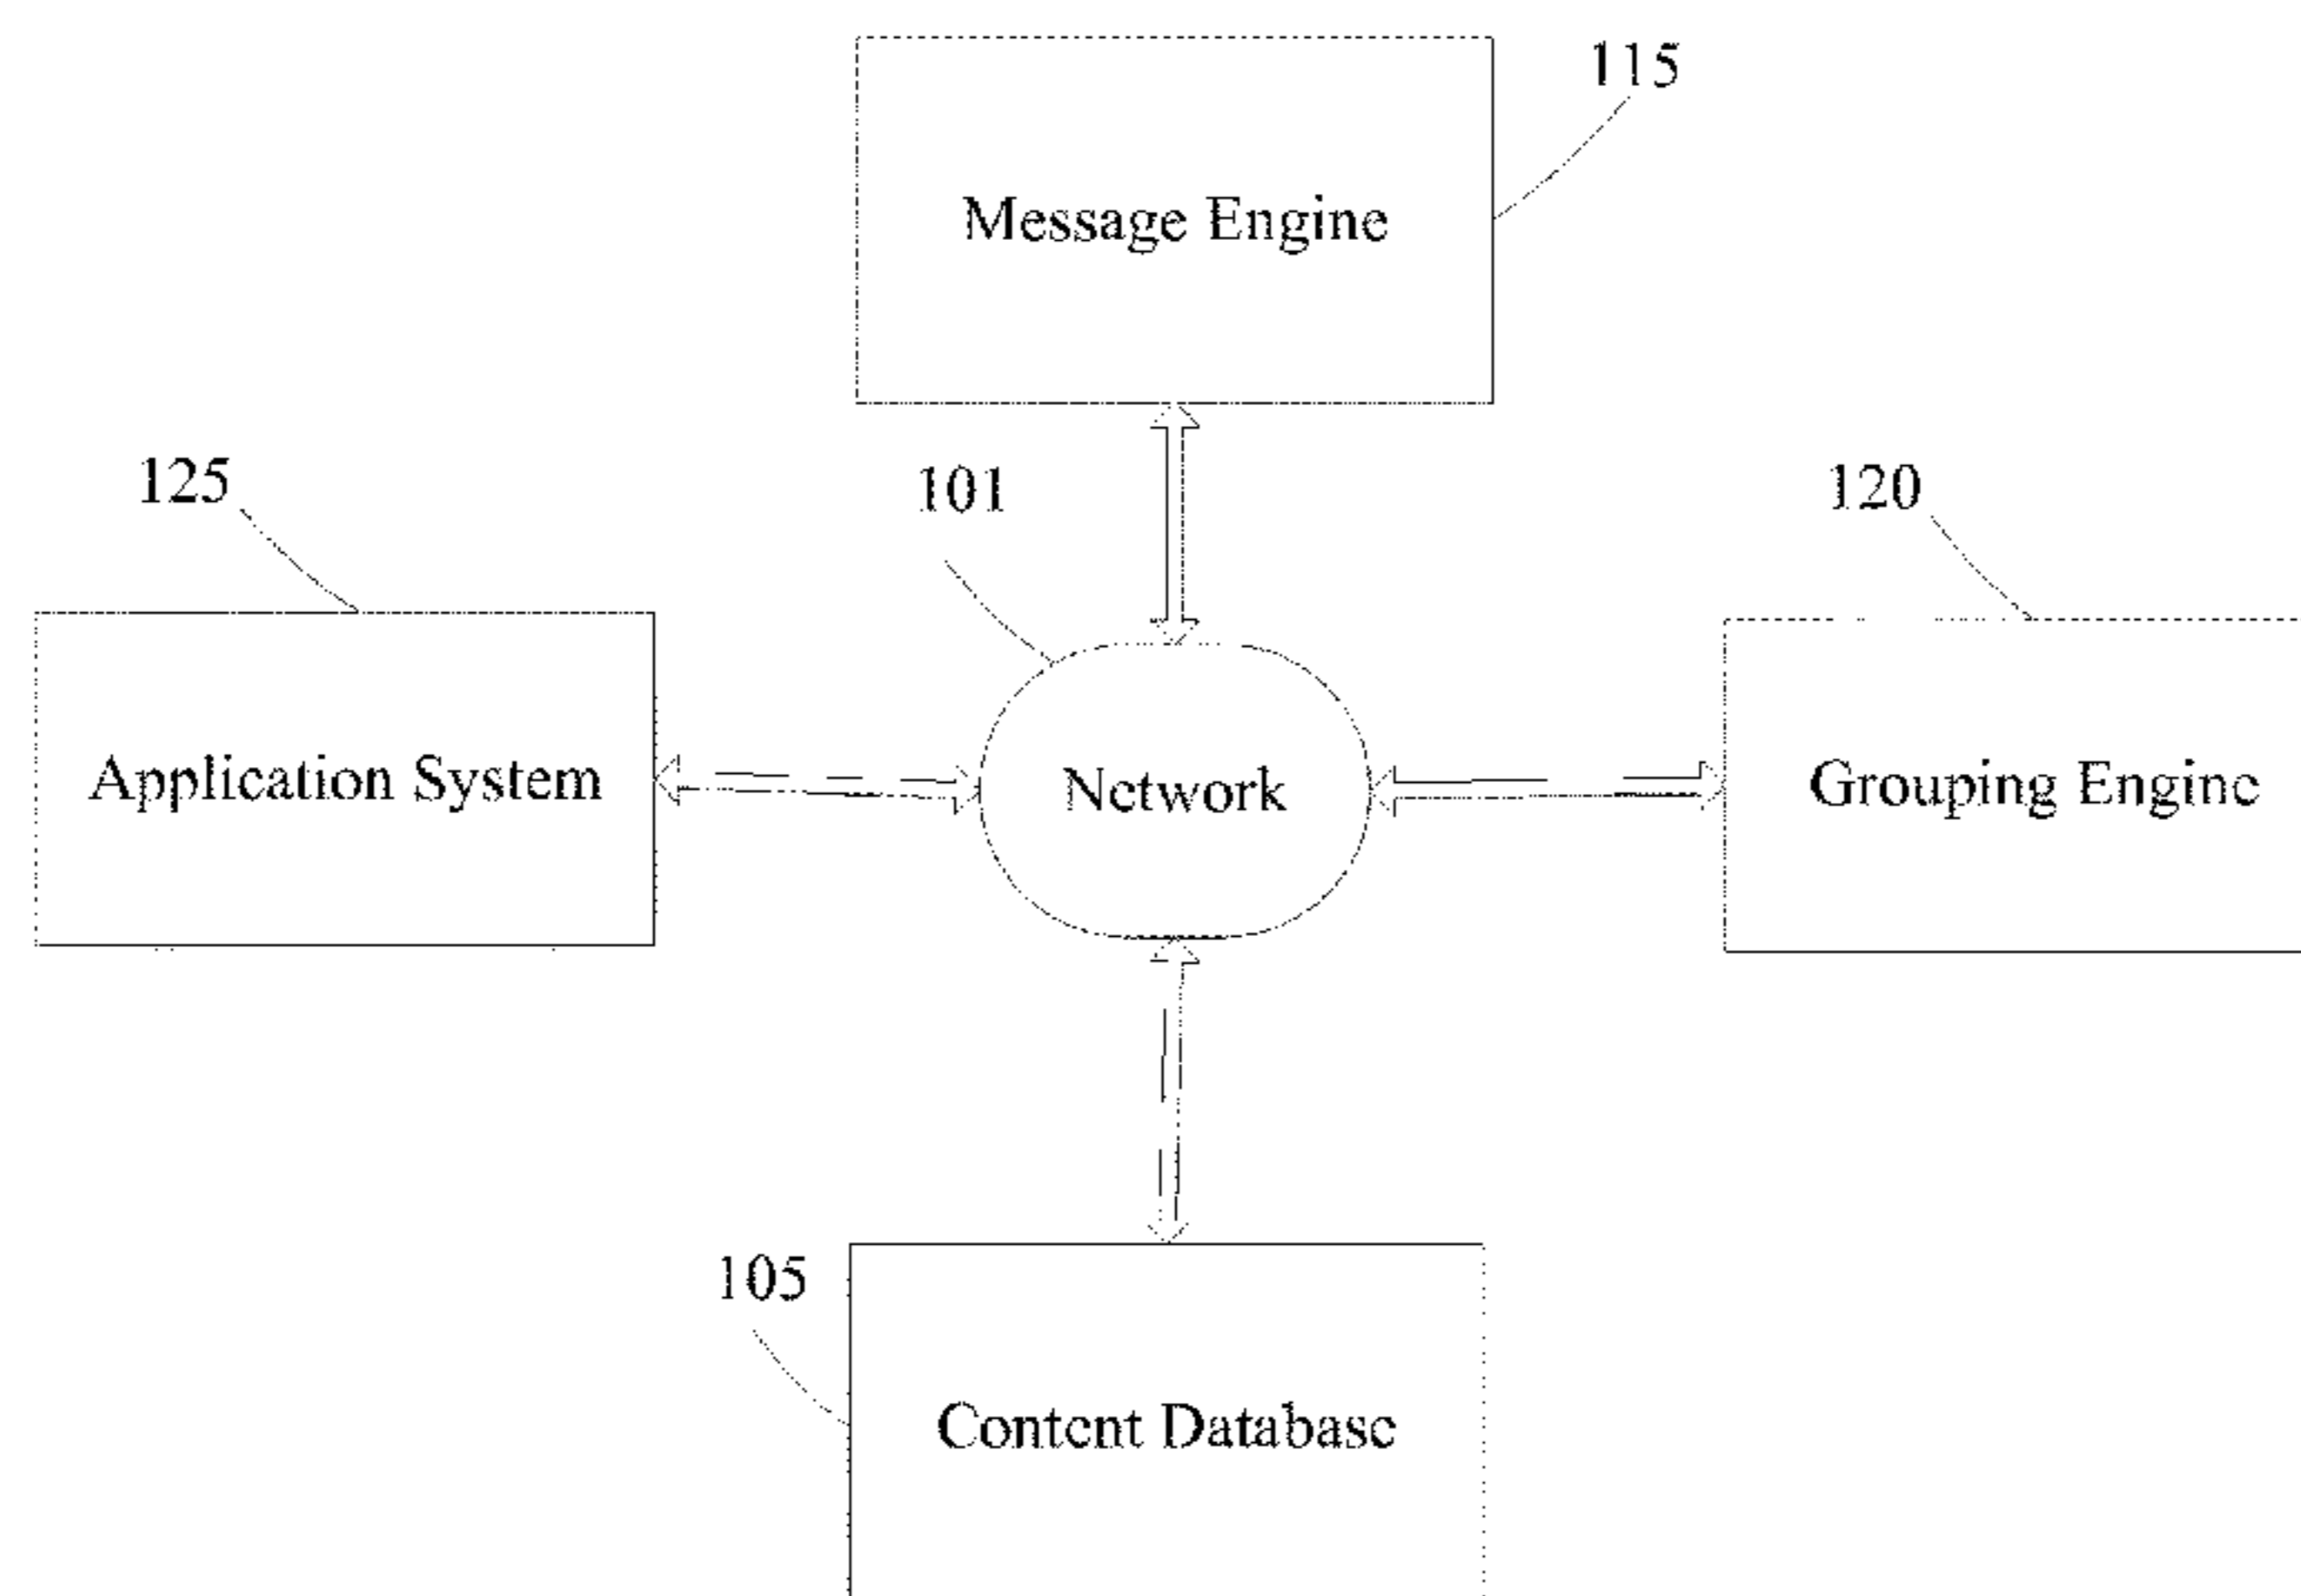 115
Message Engine
125
101
120
Application System
Network
Grouping Engine
105
Content Database